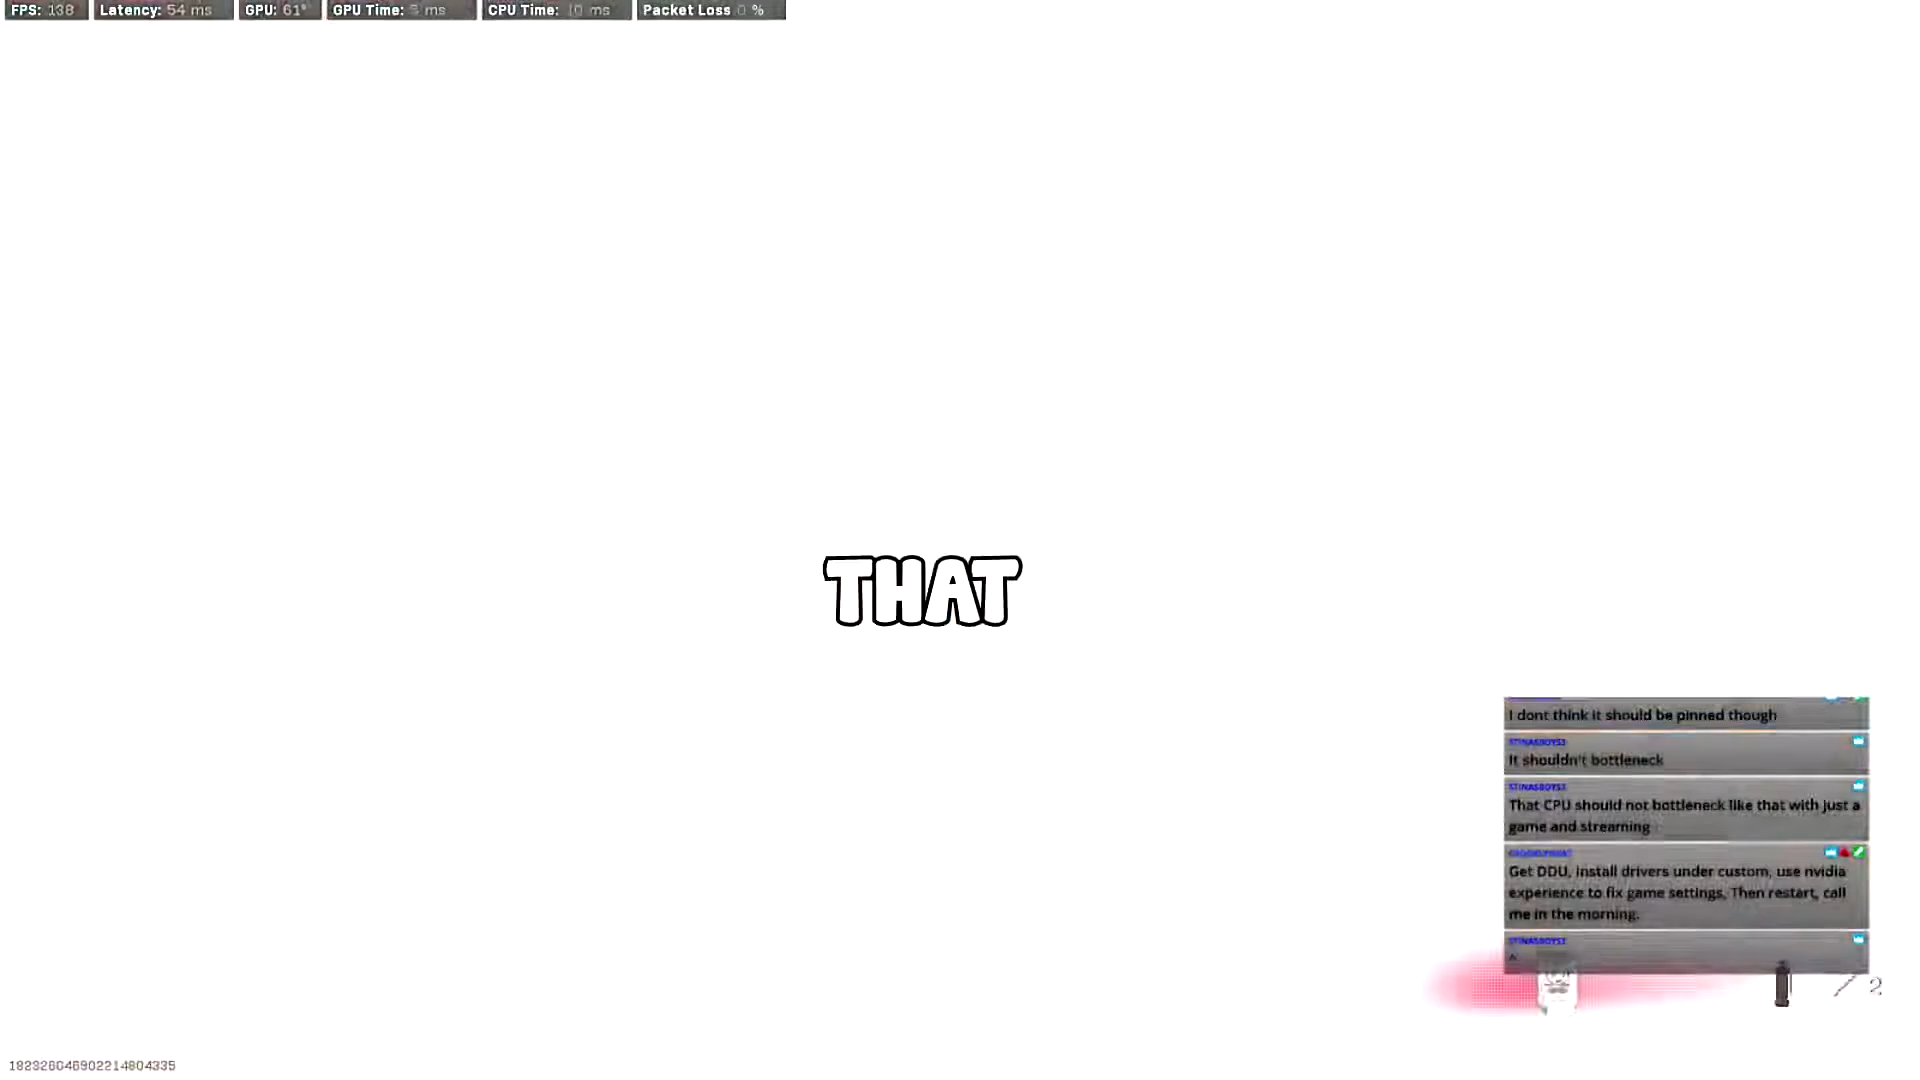 FPS: 138 Latency: 54 ms GPU: 61° GPU Time: 5 ms CPU Time: 10 ms Packet Loss 0 %
THAT
I dont think it should be pinned though
STINASBOYS3
It shouldn't bottleneck
STINASBOYS3
That CPU should not bottleneck like that with just a
game and streaming
Get DDU, install drivers under custom, use nvidia
experience to fix game settings, Then restart, call
me in the morning.
STINASBOYS3
^
/ 2